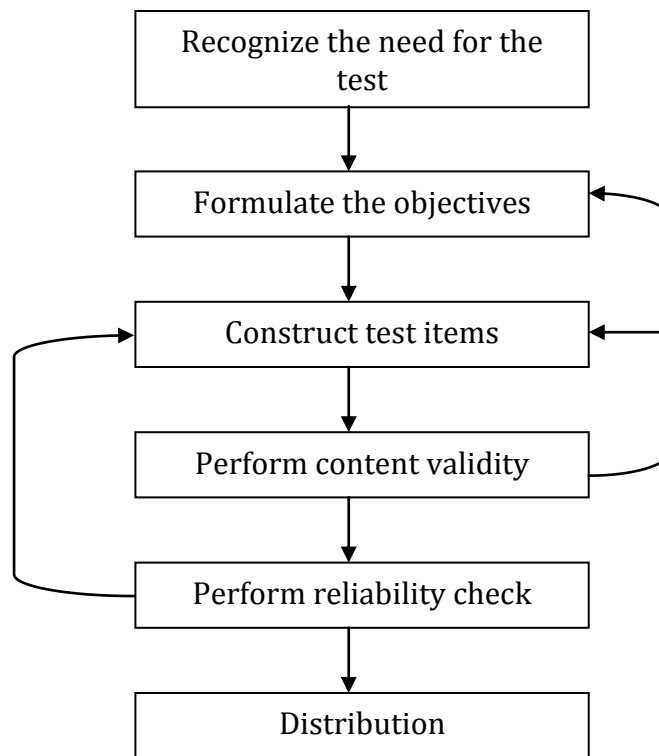 Recognize the need for the
test
Formulate the objectives
Construct test items
Perform content validity
Perform reliability check
Distribution